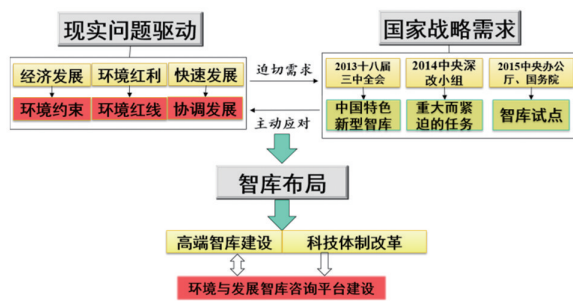 现实问题驱动
国家战略需求
经济发展
环境红利
快速发展
环境约束
环境红线
协调发展
迫切需求
主动应对
2013十八届
三中全会
2014中央深
改小组
2015中央办公
厅、国务院
中国特色
新型智库
重大而紧
迫的任务
智库试点
智库布局
高端智库建设
科技体制改革
环境与发展智库咨询平台建设